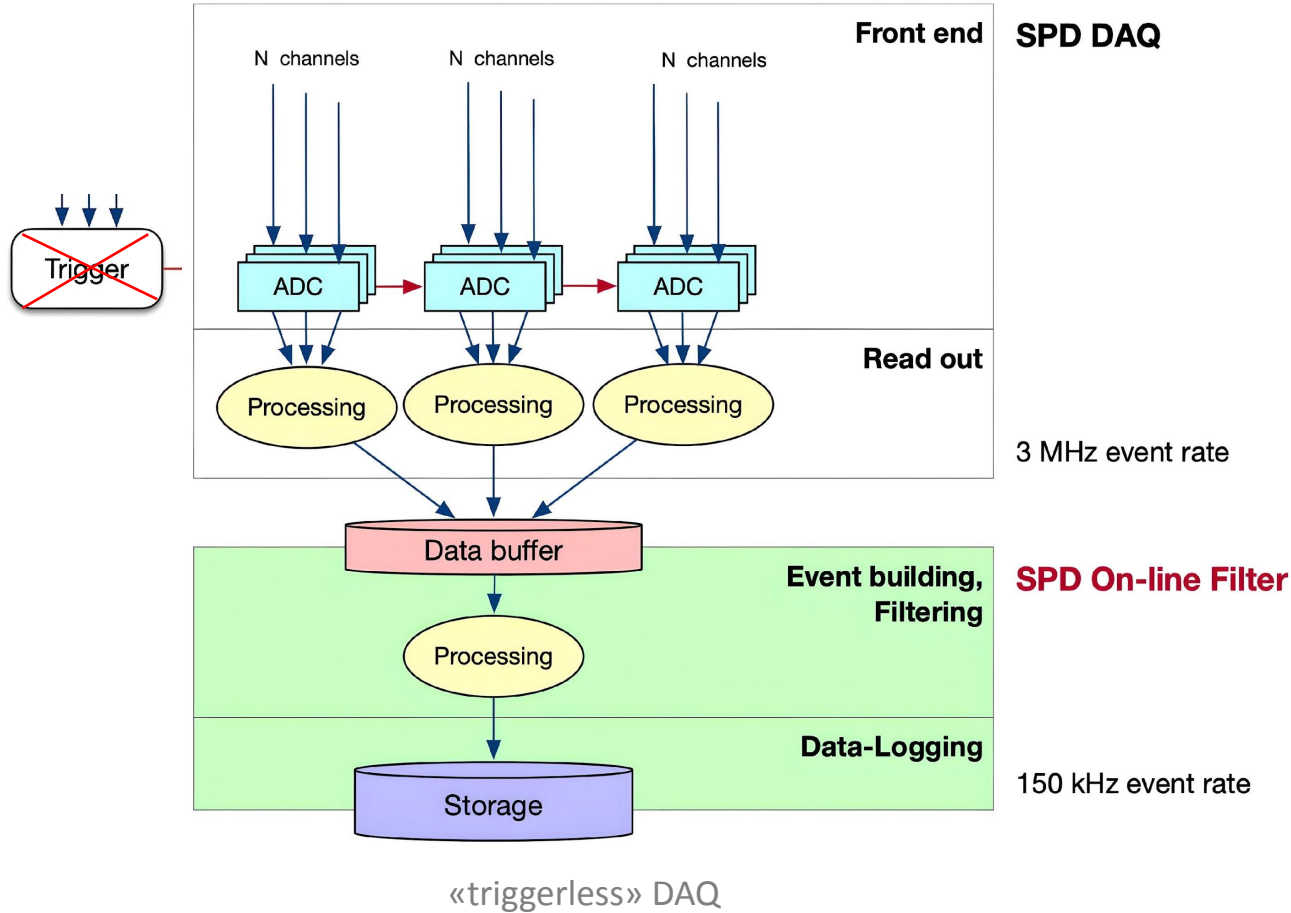 Front end
SPD DAQ
N channels
N channels
N channels
Trigger
ADC
ADC
ADC
Read out
Processing
Processing
Processing
3 MHz event rate
Data buffer
Event building,
Filtering
SPD On-line Filter
Processing
Data-Logging
Storage
150 kHz event rate
«triggerless» DAQ